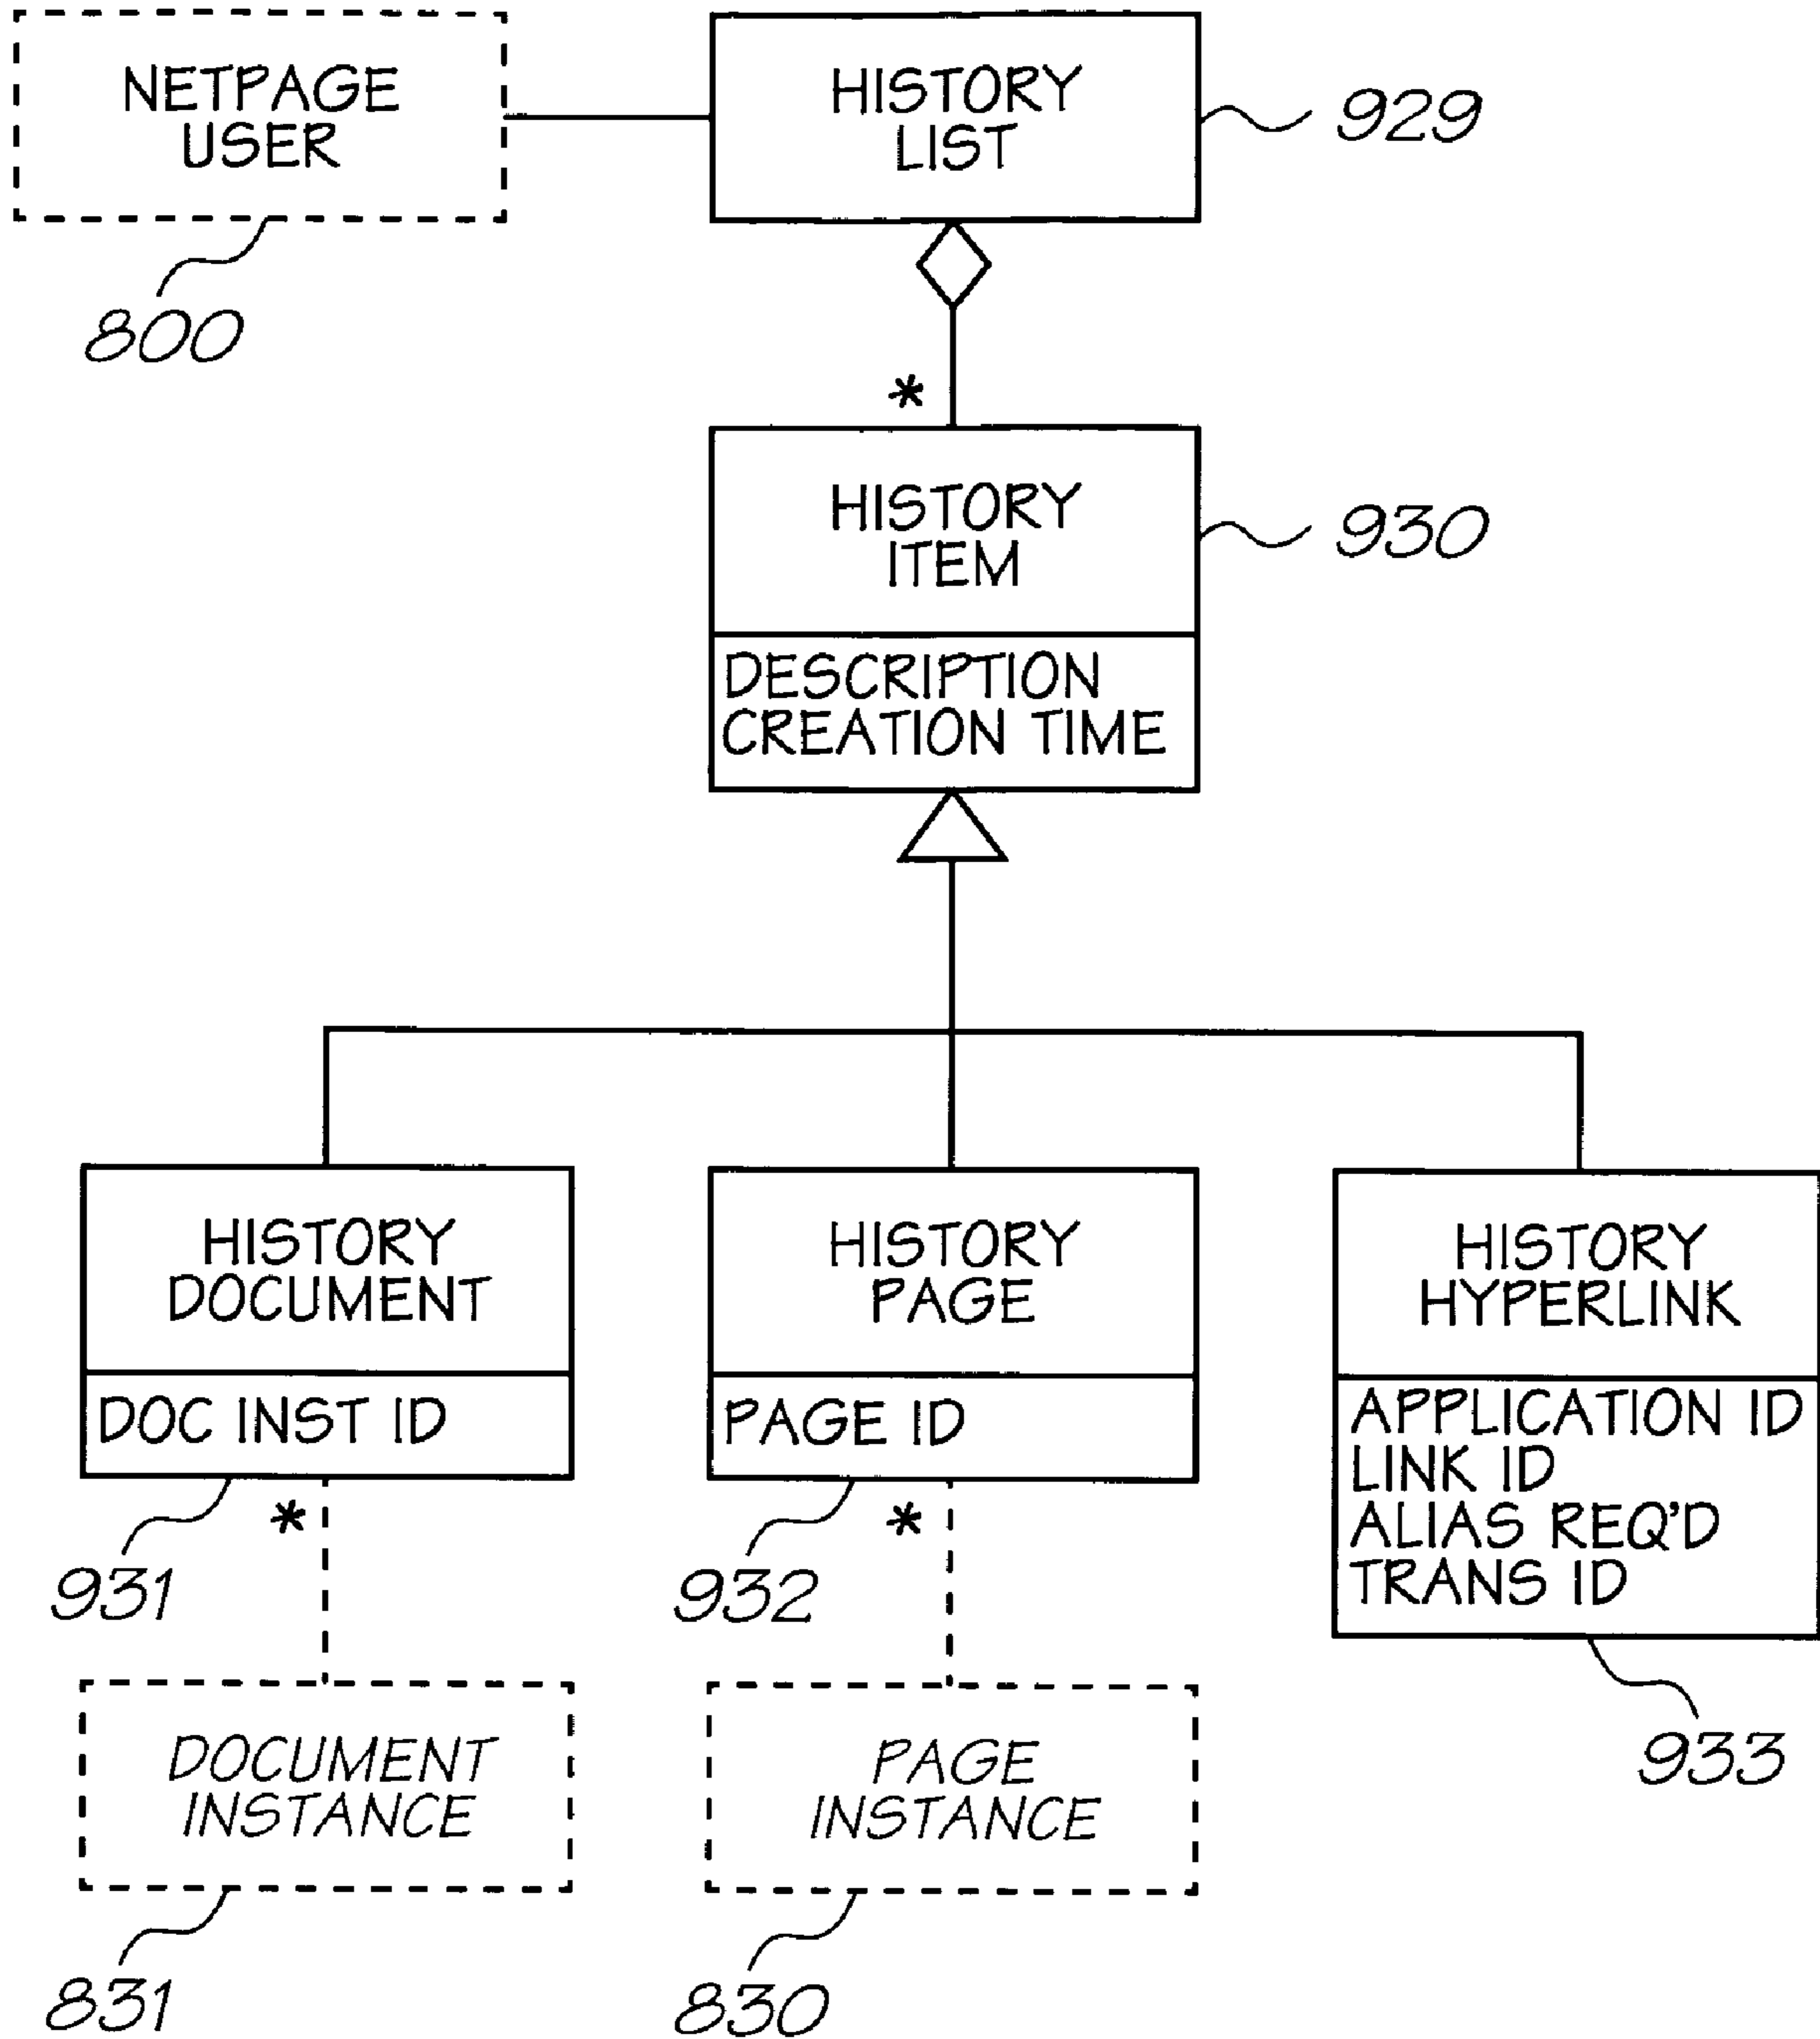 NETPAGE
USER
800
HISTORY
LIST
929
*
HISTORY
ITEM
930
DESCRIPTION
CREATION TIME
HISTORY
DOCUMENT
DOC INST ID
931
*
HISTORY
PAGE
PAGE ID
932
*
HISTORY
HYPERLINK
APPLICATION ID
LINK ID
ALIAS REQ'D
TRANS ID
933
DOCUMENT
INSTANCE
831
PAGE
INSTANCE
830